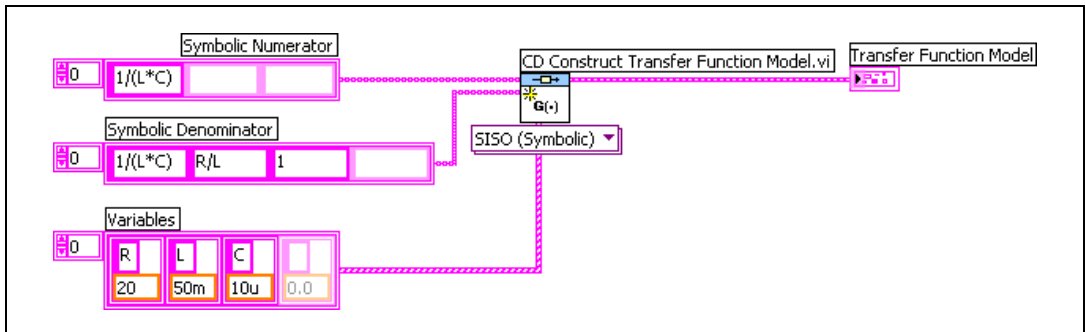 Symbolic Numerator
0 1/(L*C)
CD Construct Transfer Function Model.vi
Transfer Function Model
G(·)
SISO (Symbolic)
Symbolic Denominator
0 1/(L*C) R/L 1
Variables
0 R L C
20 50m 10u 0.0